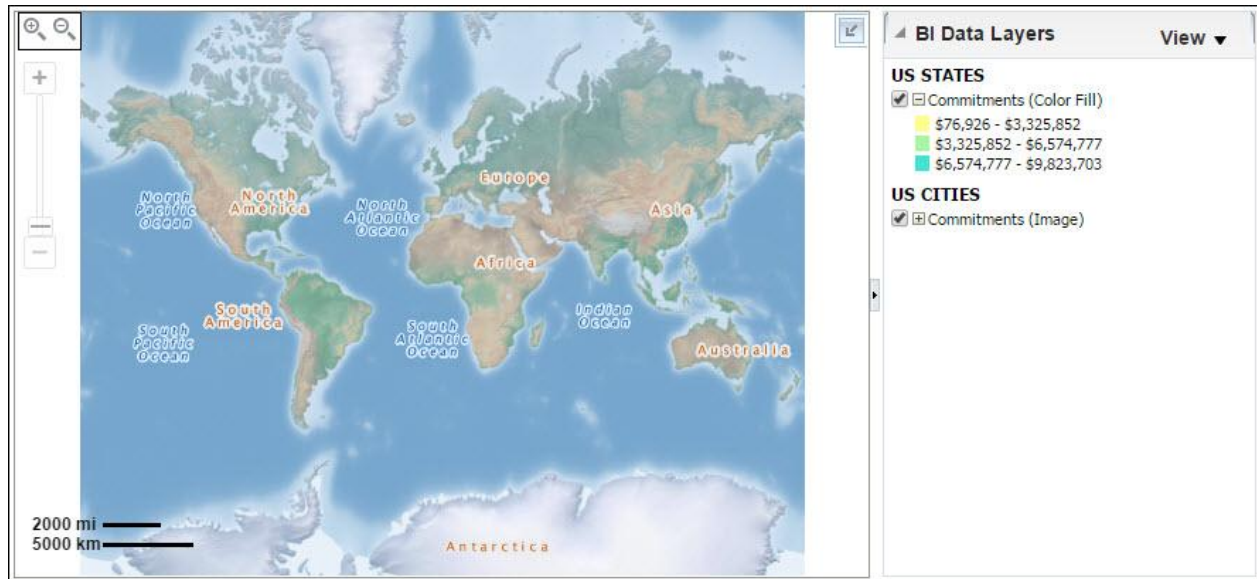 North
Pacific
Ocean
North
America
North
Atlantic
Ocean
Europe
Asia
Africa
South
Pacific
Ocean
South
America
South
Atlantic
Ocean
Indian
Ocean
Australia
Antarctica
2000 mi
5000 km
BI Data Layers
View
US STATES
Commitments (Color Fill)
$76,926 - $3,325,852
$3,325,852 - $6,574,777
$6,574,777 - $9,823,703
US CITIES
Commitments (Image)